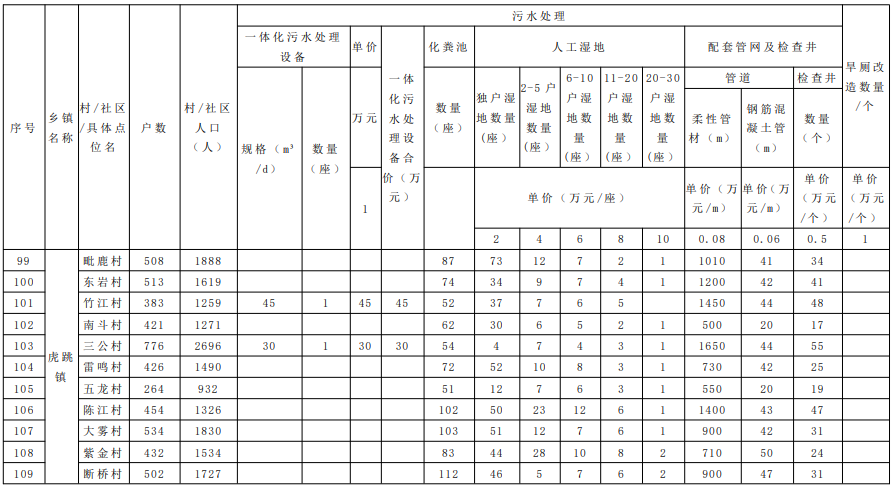 污水处理
一体化污水处理设备 单价 一体化污水处理设备合价（万元） 化粪池 人工湿地 配套管网及检查井 旱厕改造数量/个
序号 乡镇名称 村/社区/具体点位名 户数 村/社区人口（人） 规格（m³/d） 数量（座） 万元 数量（座） 独户湿地数量（座） 2-5户湿地数量（座） 6-10户湿地数量（座） 11-20户湿地数量（座） 20-30户湿地数量（座） 管道 检查井
柔性管材（m） 钢筋混凝土管（m） 数量（个）
1 单价（万元/座） 单价（万元/m） 单价（万元/m） 单价（万元/个） 单价（万元/个）
2 4 6 8 10 0.08 0.06 0.5 1
虎跳镇
99 毗鹿村 508 1888 87 73 12 7 2 1 1010 41 34
100 东岩村 513 1619 74 34 9 7 4 1 1200 42 41
101 竹江村 383 1259 45 1 45 45 52 37 7 6 5 1450 44 48
102 南斗村 421 1271 62 30 6 5 2 1 500 20 17
103 三公村 776 2696 30 1 30 30 54 4 7 4 3 1 1650 44 55
104 雷鸣村 426 1490 72 52 10 8 3 1 730 42 25
105 五龙村 264 932 51 12 7 6 3 1 550 20 19
106 陈江村 454 1326 102 50 23 12 6 1 1400 43 47
107 大雾村 534 1830 103 51 12 7 6 1 900 42 31
108 紫金村 432 1534 83 44 28 10 8 2 710 50 24
109 断桥村 502 1727 112 46 5 7 6 2 900 47 31